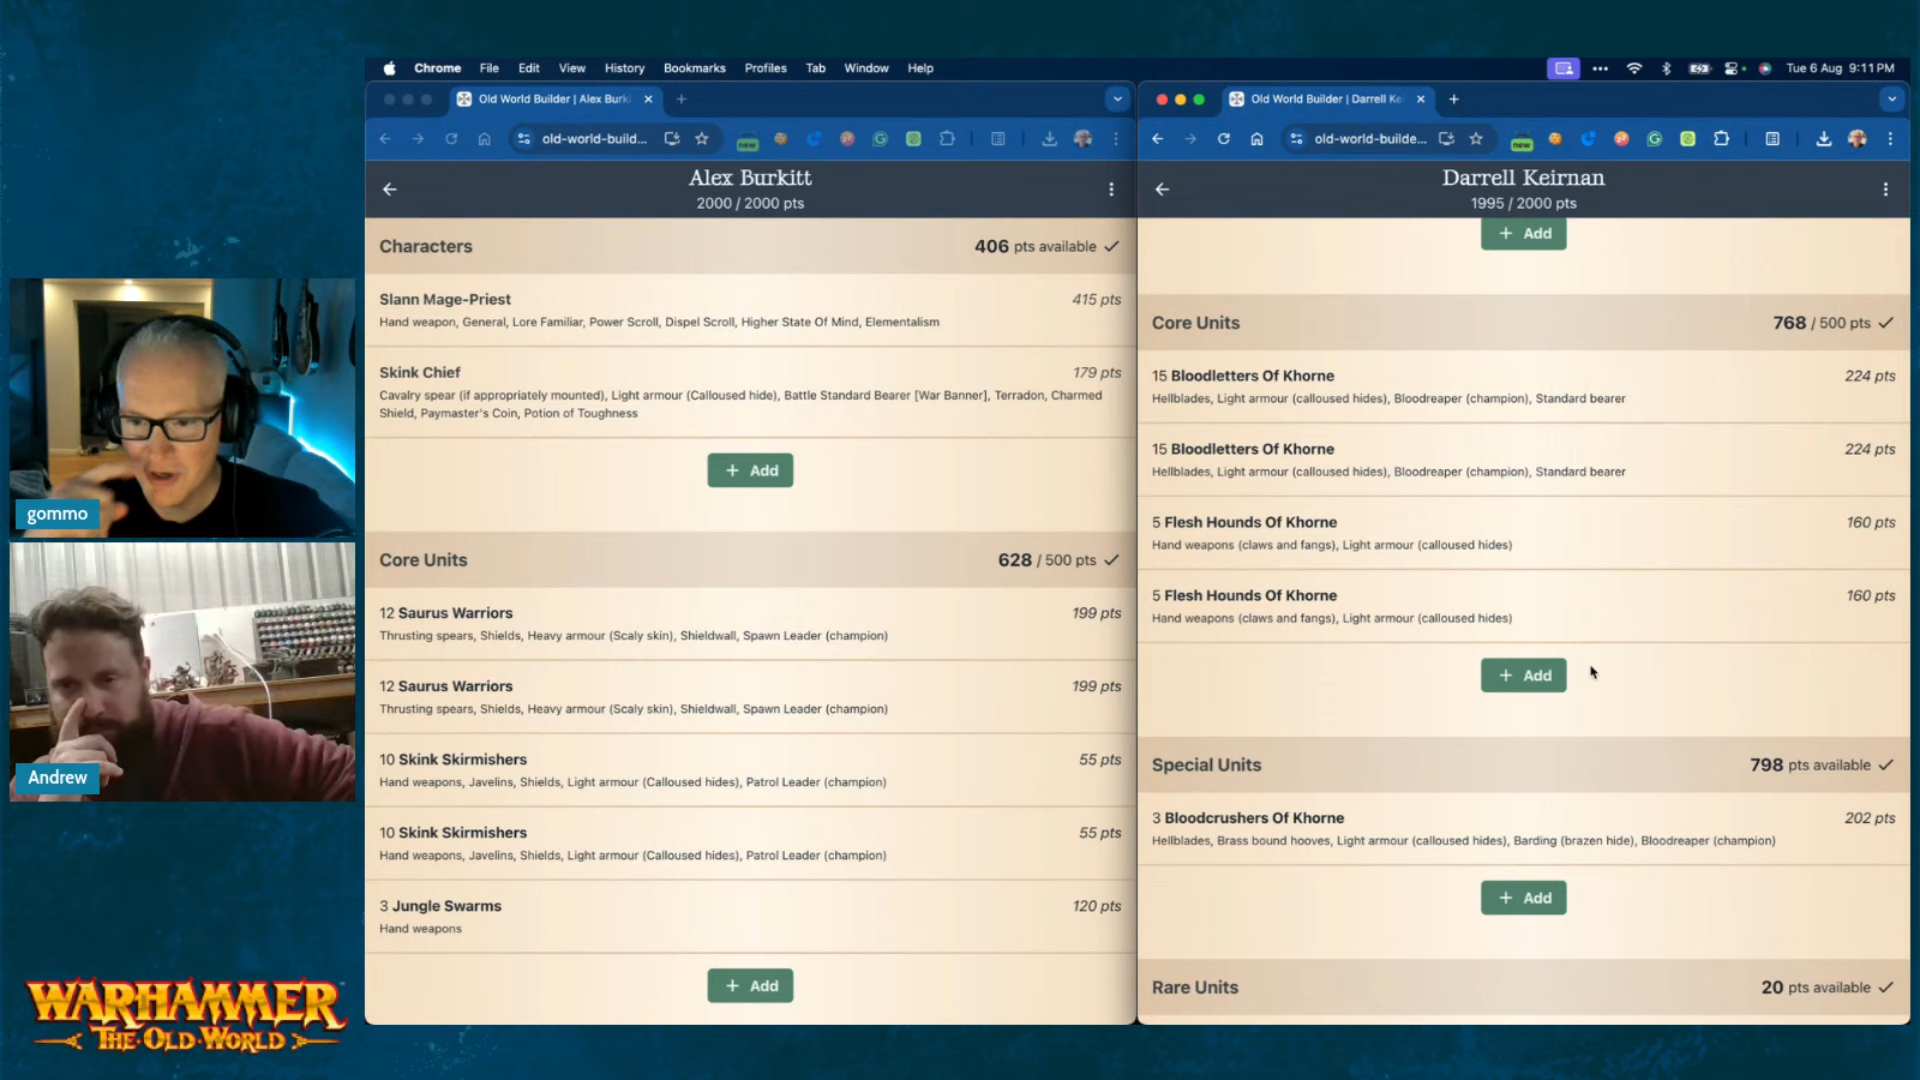 Chrome File Edit View History Bookmarks Profiles Tab Window Help
Tue 6 Aug 9:11 PM
Old World Builder | Alex Burki
old-world-build...
new
Alex Burkitt
2000 / 2000 pts
Characters 406 pts available
Slann Mage-Priest 415 pts
Hand weapon, General, Lore Familiar, Power Scroll, Dispel Scroll, Higher State Of Mind, Elementalism
Skink Chief 179 pts
Cavalry spear (if appropriately mounted), Light armour (Calloused hide), Battle Standard Bearer [War Banner], Terradon, Charmed
Shield, Paymaster's Coin, Potion of Toughness
+ Add
Core Units 628 / 500 pts
12 Saurus Warriors 199 pts
Thrusting spears, Shields, Heavy armour (Scaly skin), Shieldwall, Spawn Leader (champion)
12 Saurus Warriors 199 pts
Thrusting spears, Shields, Heavy armour (Scaly skin), Shieldwall, Spawn Leader (champion)
10 Skink Skirmishers 55 pts
Hand weapons, Javelins, Shields, Light armour (Calloused hides), Patrol Leader (champion)
10 Skink Skirmishers 55 pts
Hand weapons, Javelins, Shields, Light armour (Calloused hides), Patrol Leader (champion)
3 Jungle Swarms 120 pts
Hand weapons
+ Add
Old World Builder | Darrell Ke
old-world-builde...
new
Darrell Keirnan
1995 / 2000 pts
+ Add
Core Units 768 / 500 pts
15 Bloodletters Of Khorne 224 pts
Hellblades, Light armour (calloused hides), Bloodreaper (champion), Standard bearer
15 Bloodletters Of Khorne 224 pts
Hellblades, Light armour (calloused hides), Bloodreaper (champion), Standard bearer
5 Flesh Hounds Of Khorne 160 pts
Hand weapons (claws and fangs), Light armour (calloused hides)
5 Flesh Hounds Of Khorne 160 pts
Hand weapons (claws and fangs), Light armour (calloused hides)
+ Add
Special Units 798 pts available
3 Bloodcrushers Of Khorne 202 pts
Hellblades, Brass bound hooves, Light armour (calloused hides), Barding (brazen hide), Bloodreaper (champion)
+ Add
Rare Units 20 pts available
gommo
Andrew
WARHAMMER
THE·OLD·WORLD